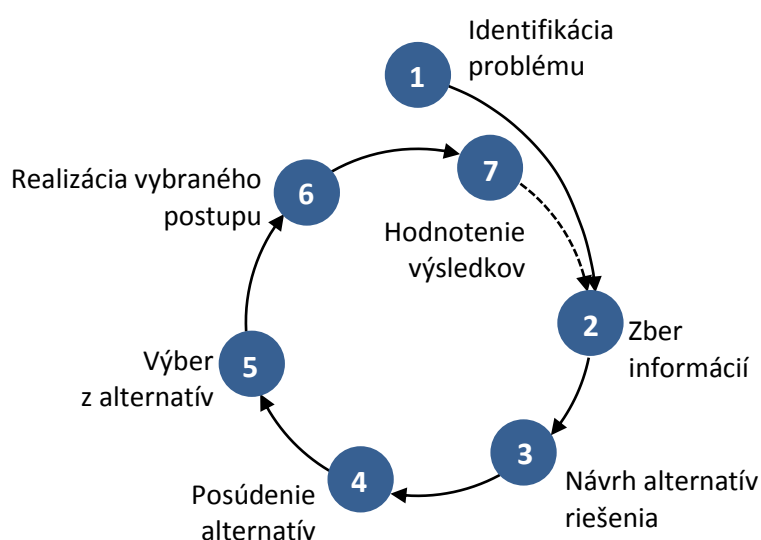 1
Identifikácia
problému
2
Zber
informácií
3
Návrh alternatív
riešenia
4
Posúdenie
alternatív
5
Výber
z alternatív
6
Realizácia vybraného
postupu
7
Hodnotenie
výsledkov